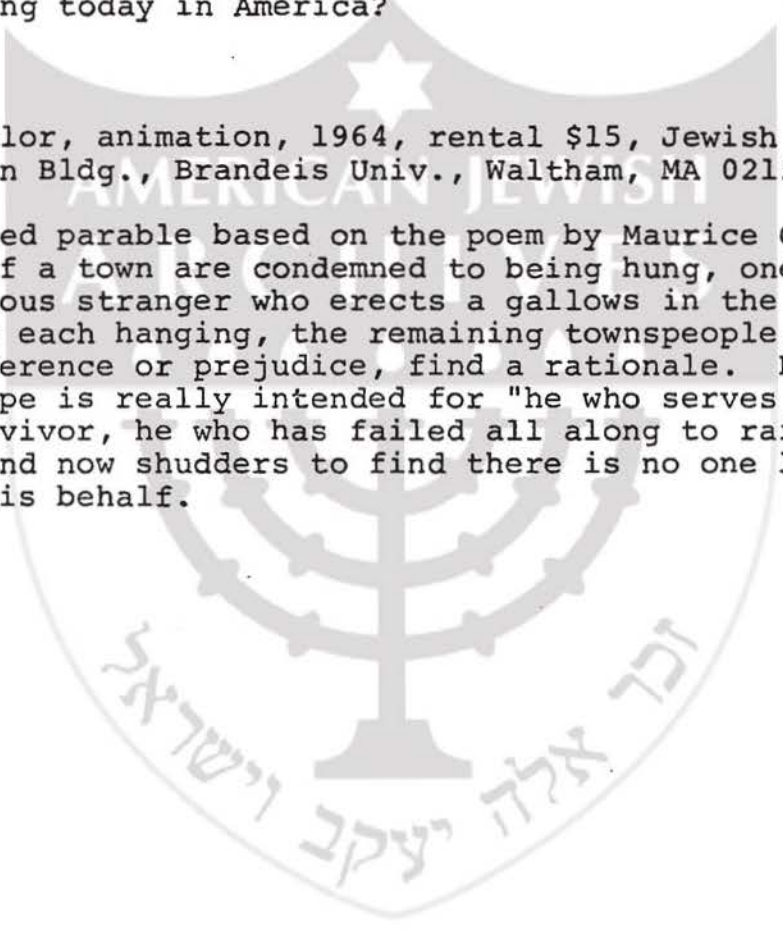 ng today in America?
lor, animation, 1964, rental $15, Jewish
n Bldg., Brandeis Univ., Waltham, MA 021
AMERICAN JEWISH
ed parable based on the poem by Maurice
f a town are condemned to being hung, one
ARCHIVES
ous stranger who erects a gallows in the
each hanging, the remaining townspeople
erence or prejudice, find a rationale.
pe is really intended for "he who serves
vivor, he who has failed all along to rai
nd now shudders to find there is no one
is behalf.
זכר אלה יעקב וישראל